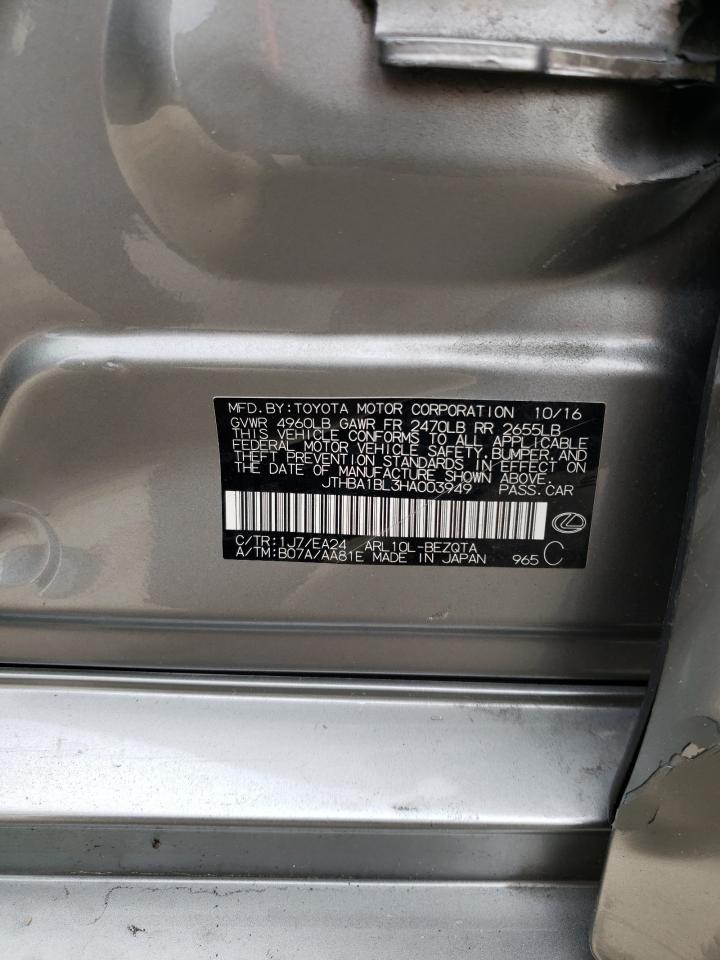 MFD.BY:TOYOTA MOTOR CORPORATION 10/16
GVWR 4960LB GAWR FR 2470LB RR 2655LB
THIS VEHICLE CONFORMS TO ALL APPLICABLE
FEDERAL MOTOR VEHICLE SAFETY,BUMPER,AND
THEFT PREVENTION STANDARDS IN EFFECT ON
THE DATE OF MANUFACTURE SHOWN ABOVE.
JTHBA1BL3HA003949 PASS.CAR
C/TR:1J7/EA24 ARL10L-BEZQTA
A/TM:B07A/AA81E MADE IN JAPAN 965 C